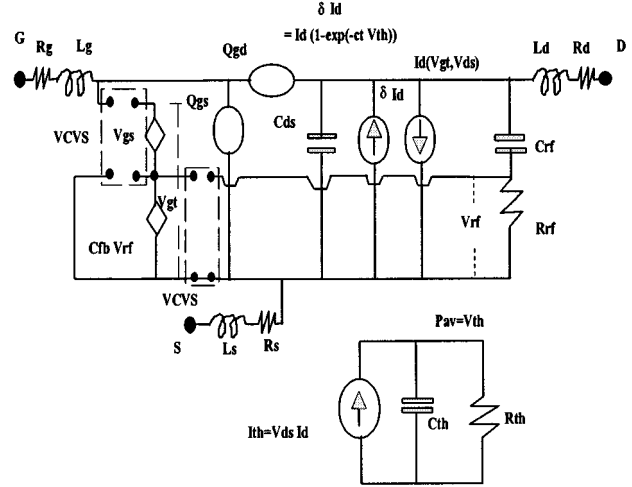 δ Id
= Id (1-exp(-ct Vth))
G
Rg
Lg
Qgd
Id(Vgt,Vds)
Ld
Rd
D
Qgs
δ Id
VCVS
Vgs
Cds
Crf
Vgt
Cfb Vrf
Vrf
Rrf
VCVS
S
Ls
Rs
Pav=Vth
Ith=Vds Id
Cth
Rth